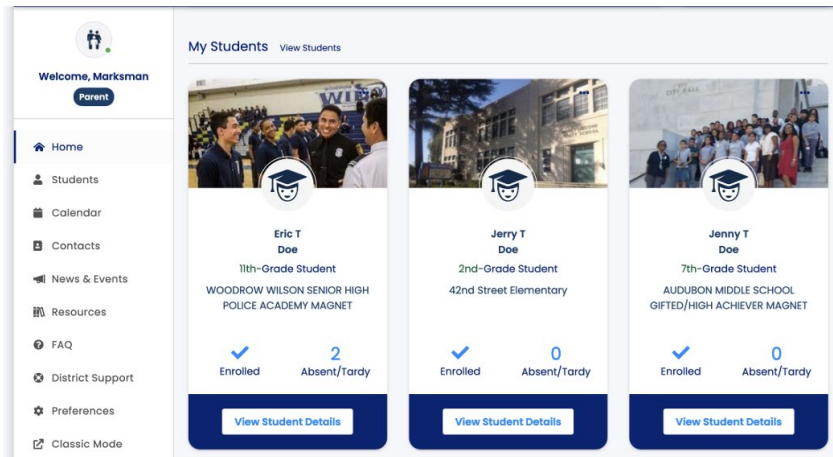 Welcome, Marksman
Parent
Home
Students
Calendar
Contacts
News & Events
Resources
FAQ
District Support
Preferences
Classic Mode
My Students View Students
Eric T
Doe
11th-Grade Student
WOODROW WILSON SENIOR HIGH
POLICE ACADEMY MAGNET
2
Enrolled Absent/Tardy
View Student Details
Jerry T
Doe
2nd-Grade Student
42nd Street Elementary
0
Enrolled Absent/Tardy
View Student Details
CITY HALL
Jenny T
Doe
7th-Grade Student
AUDUBON MIDDLE SCHOOL
GIFTED/HIGH ACHIEVER MAGNET
0
Enrolled Absent/Tardy
View Student Details